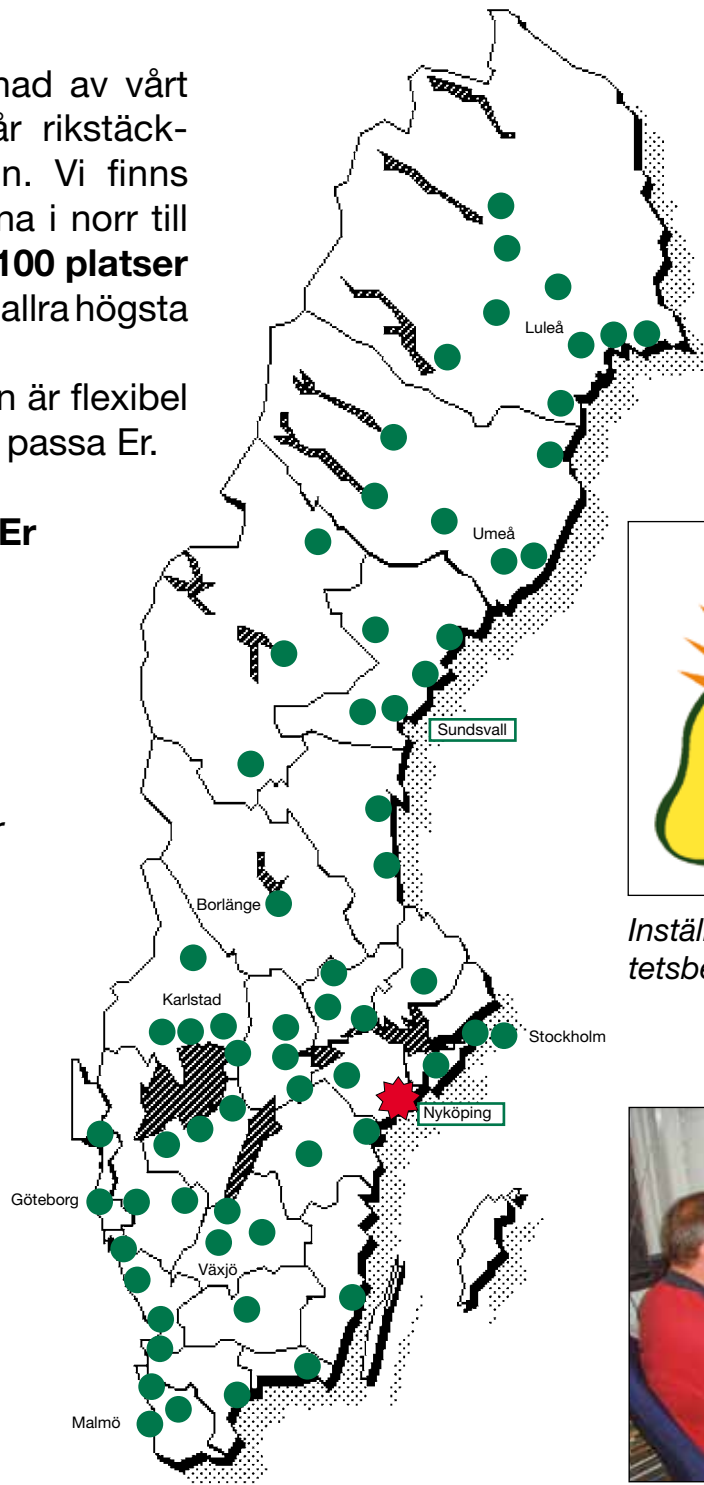 nad av vårt
år rikstäck-
n. Vi finns
na i norr till
100 platser
allra högsta
n är flexibel
passa Er.
Er
r
Luleå
Umeå
Sundsvall
Borlänge
Karlstad
Stockholm
Nyköping
Göteborg
Växjö
Malmö
Inställ
tetsbe